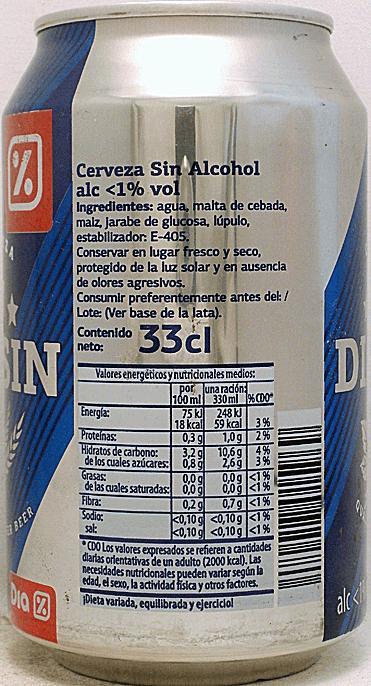 %
Cerveza Sin Alcohol
alc <1% vol
Ingredientes: agua, malta de cebada,
maíz, jarabe de glucosa, lúpulo,
estabilizador: E-405.
Conservar en lugar fresco y seco,
protegido de la luz solar y en ausencia
de olores agresivos.
Consumir preferentemente antes del: /
Lote: (Ver base de la lata).
Contenido neto: 33cl
SIN
DI
Valores energéticos y nutricionales medios:
por 100 ml una ración: 330 ml %CDO*
Energía: 75 kJ 248 kJ
18 kcal 59 kcal 3 %
Proteínas: 0,3 g 1,0 g 2 %
Hidratos de carbono: 3,2 g 10,6 g 4 %
de los cuales azúcares: 0,8 g 2,6 g 3 %
Grasas: 0,0 g 0,0 g <1 %
de las cuales saturadas: 0,0 g 0,0 g <1 %
Fibra: 0,2 g 0,7 g <1 %
Sodio: <0,10 g <0,10 g <1 %
sal: <0,10 g <0,10 g <1 %
* CDO Los valores expresados se refieren a cantidades
diarias orientativas de un adulto (2000 kcal). Las
necesidades nutricionales pueden variar según la
edad, el sexo, la actividad física y otros factores.
¡Dieta variada, equilibrada y ejercicio!
BEER
Dia %
alc <1